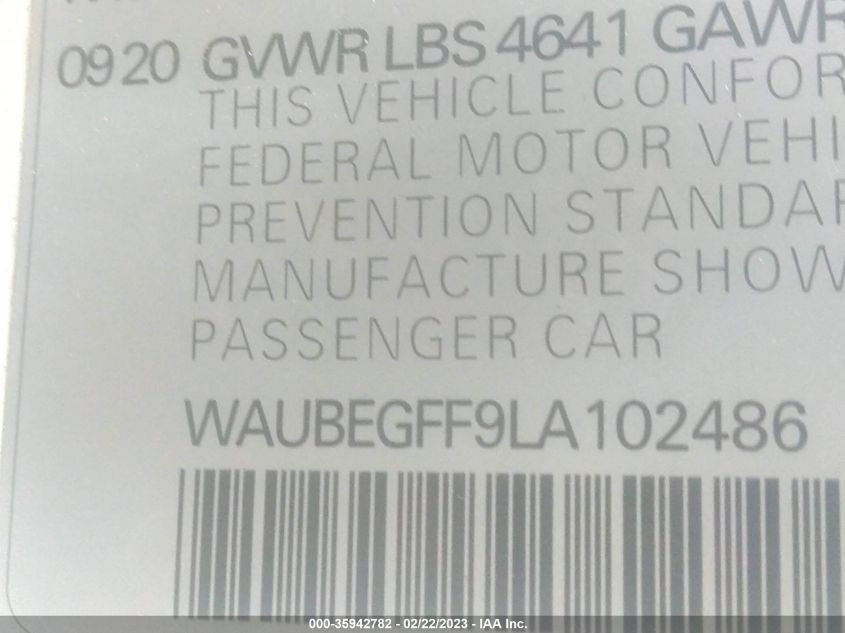 0920 GVWR LBS 4641 GAWR
THIS VEHICLE CONFOR
FEDERAL MOTOR VEHI
PREVENTION STANDAR
MANUFACTURE SHOW
PASSENGER CAR
WAUBEGFF9LA102486
000-35942782 - 02/22/2023 - IAA Inc.